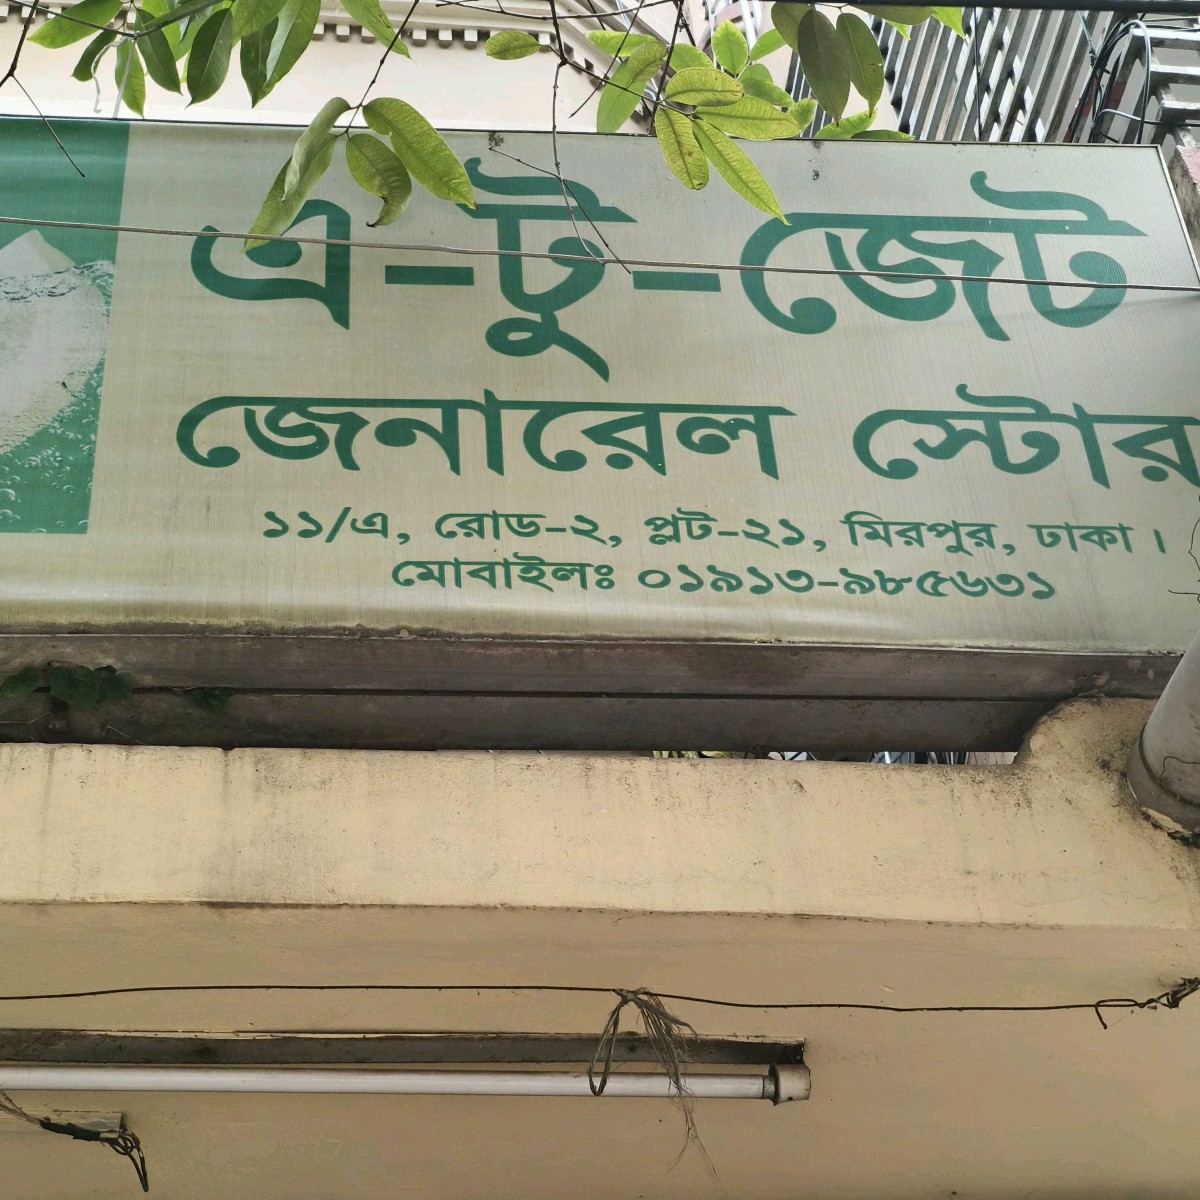 এ-টু-জেট
জেনারেল স্টোর
১১/এ, রোড-২, প্লট-২১, মিরপুর, ঢাকা।
মোবাইলঃ ০১৯১৩-৯৮৫৬৩১